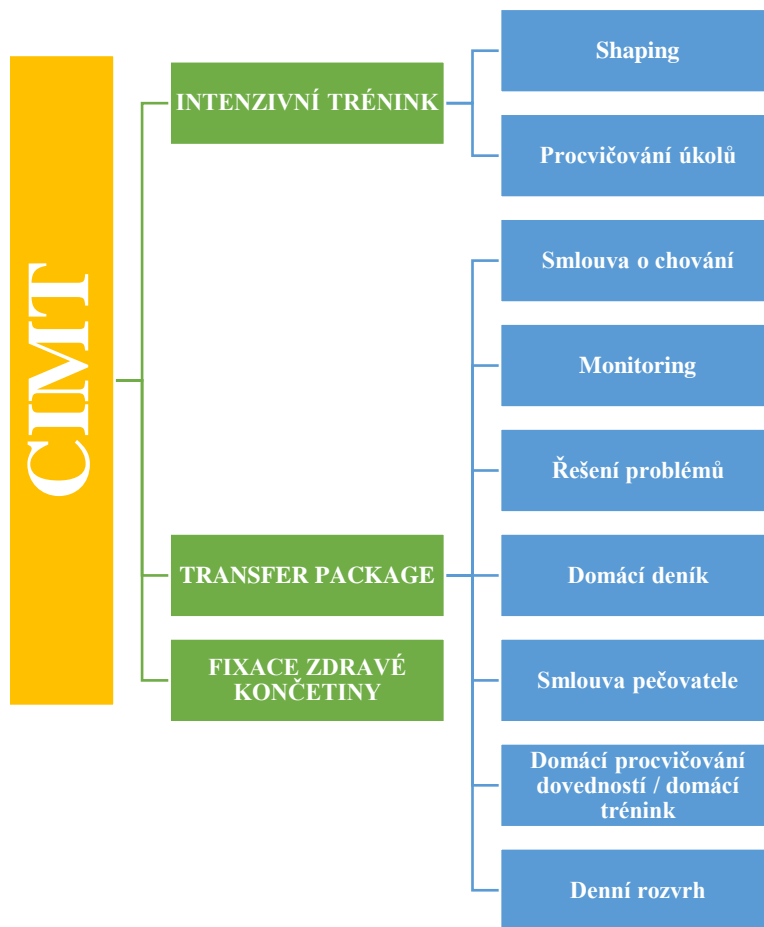 CIMT
INTENZIVNÍ TRÉNINK
Shaping
Procvičování úkolů
TRANSFER PACKAGE
Smlouva o chování
Monitoring
Řešení problémů
Domácí deník
Smlouva pečovatele
Domácí procvičování
dovedností / domácí
trénink
Denní rozvrh
FIXACE ZDRAVÉ
KONČETINY